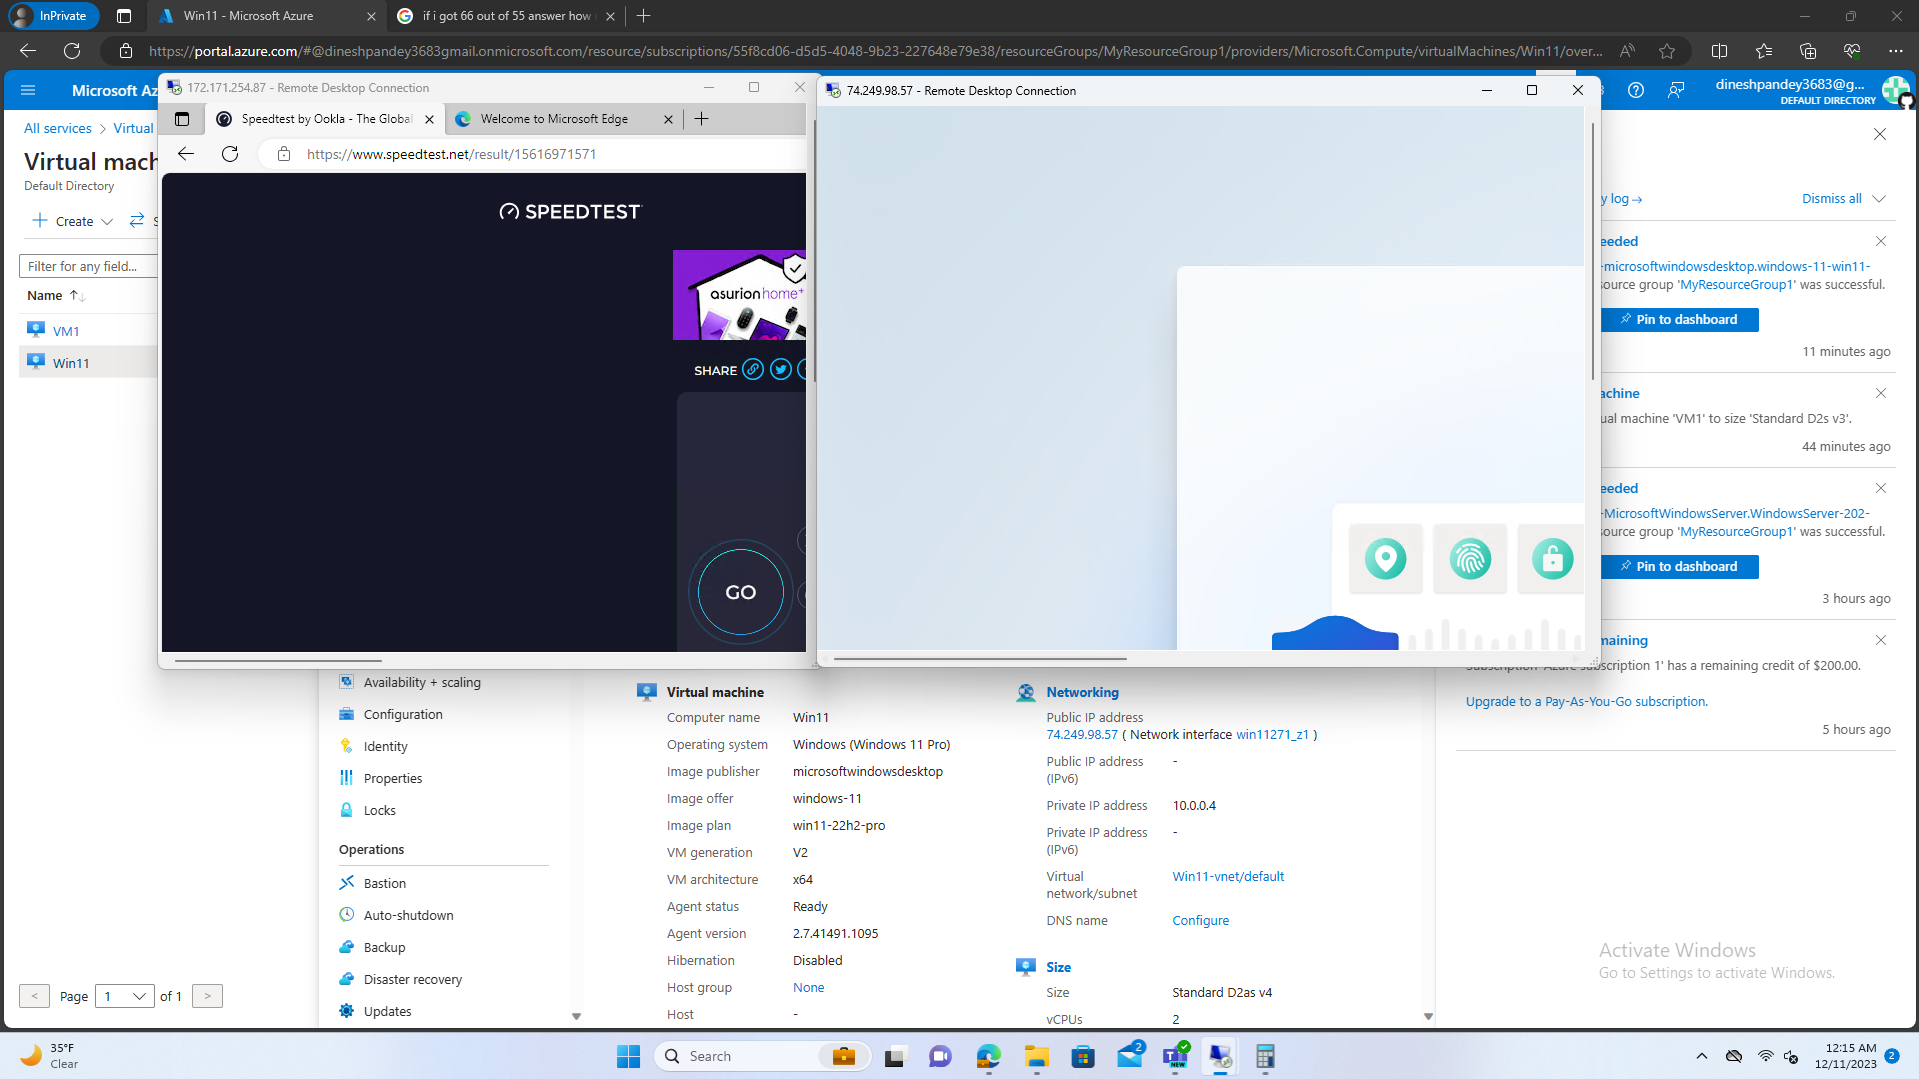 InPrivate
Win11 - Microsoft Azure
if i got 66 out of 55 answer how
https://portal.azure.com/#@dineshpandey3683gmail.onmicrosoft.com/resource/subscriptions/55f8cd06-d5d5-4048-9b23-227648e79e38/resourceGroups/MyResourceGroup1/providers/Microsoft.Compute/virtualMachines/Win11/over...
Microsoft Az
dineshpandey3683@g...
DEFAULT DIRECTORY
All services > Virtual
Virtual mach
Default Directory
Create
S
Filter for any field...
Name
VM1
Win11
< Page 1 of 1 >
172.171.254.87 - Remote Desktop Connection
Speedtest by Ookla - The Global
Welcome to Microsoft Edge
https://www.speedtest.net/result/15616971571
SPEEDTEST
asurion home+
SHARE
GO
74.249.98.57 - Remote Desktop Connection
y log →
Dismiss all
eeded
-microsoftwindowsdesktop.windows-11-win11-
source group 'MyResourceGroup1' was successful.
Pin to dashboard
11 minutes ago
achine
ual machine 'VM1' to size 'Standard D2s v3'.
44 minutes ago
eeded
-MicrosoftWindowsServer.WindowsServer-202-
source group 'MyResourceGroup1' was successful.
Pin to dashboard
3 hours ago
maining
Subscription 'Azure subscription 1' has a remaining credit of $200.00.
Upgrade to a Pay-As-You-Go subscription.
5 hours ago
Availability + scaling
Configuration
Identity
Properties
Locks
Operations
Bastion
Auto-shutdown
Backup
Disaster recovery
Updates
Virtual machine
Computer name Win11
Operating system Windows (Windows 11 Pro)
Image publisher microsoftwindowsdesktop
Image offer windows-11
Image plan win11-22h2-pro
VM generation V2
VM architecture x64
Agent status Ready
Agent version 2.7.41491.1095
Hibernation Disabled
Host group None
Host -
Networking
Public IP address
74.249.98.57 ( Network interface win11271_z1 )
Public IP address -
(IPv6)
Private IP address 10.0.0.4
Private IP address -
(IPv6)
Virtual Win11-vnet/default
network/subnet
DNS name Configure
Size
Size Standard D2as v4
vCPUs 2
Activate Windows
Go to Settings to activate Windows.
35°F
Clear
Search
2
NEW
12:15 AM
12/11/2023
2